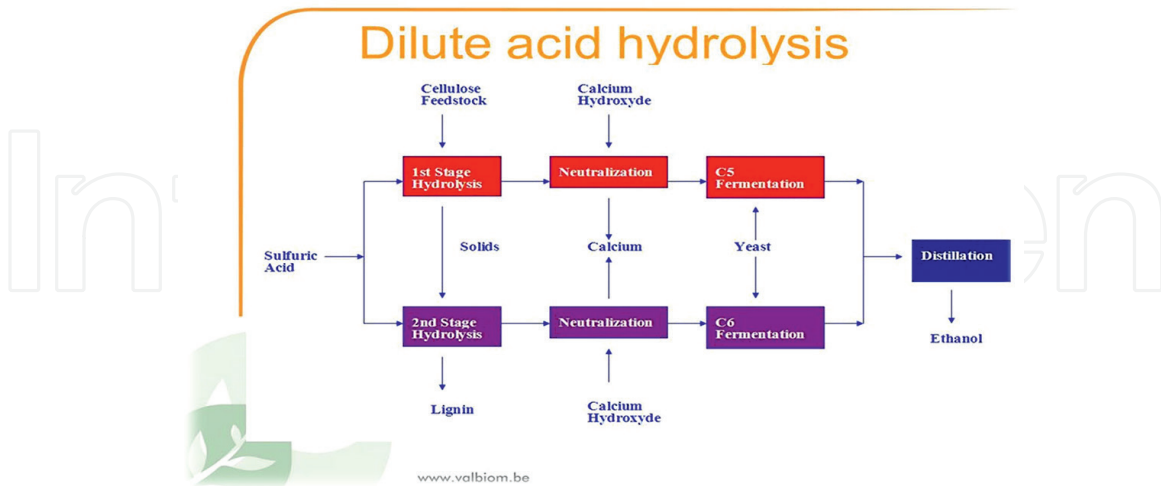 Dilute acid hydrolysis
Cellulose
Feedstock
Calcium
Hydroxyde
1st Stage
Hydrolysis
Neutralization
C5
Fermentation
Solids
Calcium
Yeast
Sulfuric
Acid
Distillation
2nd Stage
Hydrolysis
Neutralization
C6
Fermentation
Ethanol
Lignin
Calcium
Hydroxyde
www.valbiom.be